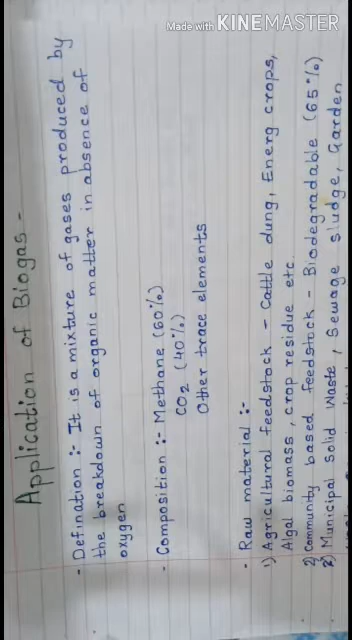 Made with KINEMASTER
Application of Biogas -
- Defination :- It is a mixture of gases produced by
the breakdown of organic matter in absence of
oxygen
- Composition :- Methane (60%)
CO2 (40%)
Other trace elements
- Raw material :-
1) Agricultural feedstock - Cattle dung, Energ crops,
Algal biomass, crop residue etc.
2) Community based feedstock - Biodegradable (65%)
3) Municipal Solid Waste, Sewage sludge, Garden